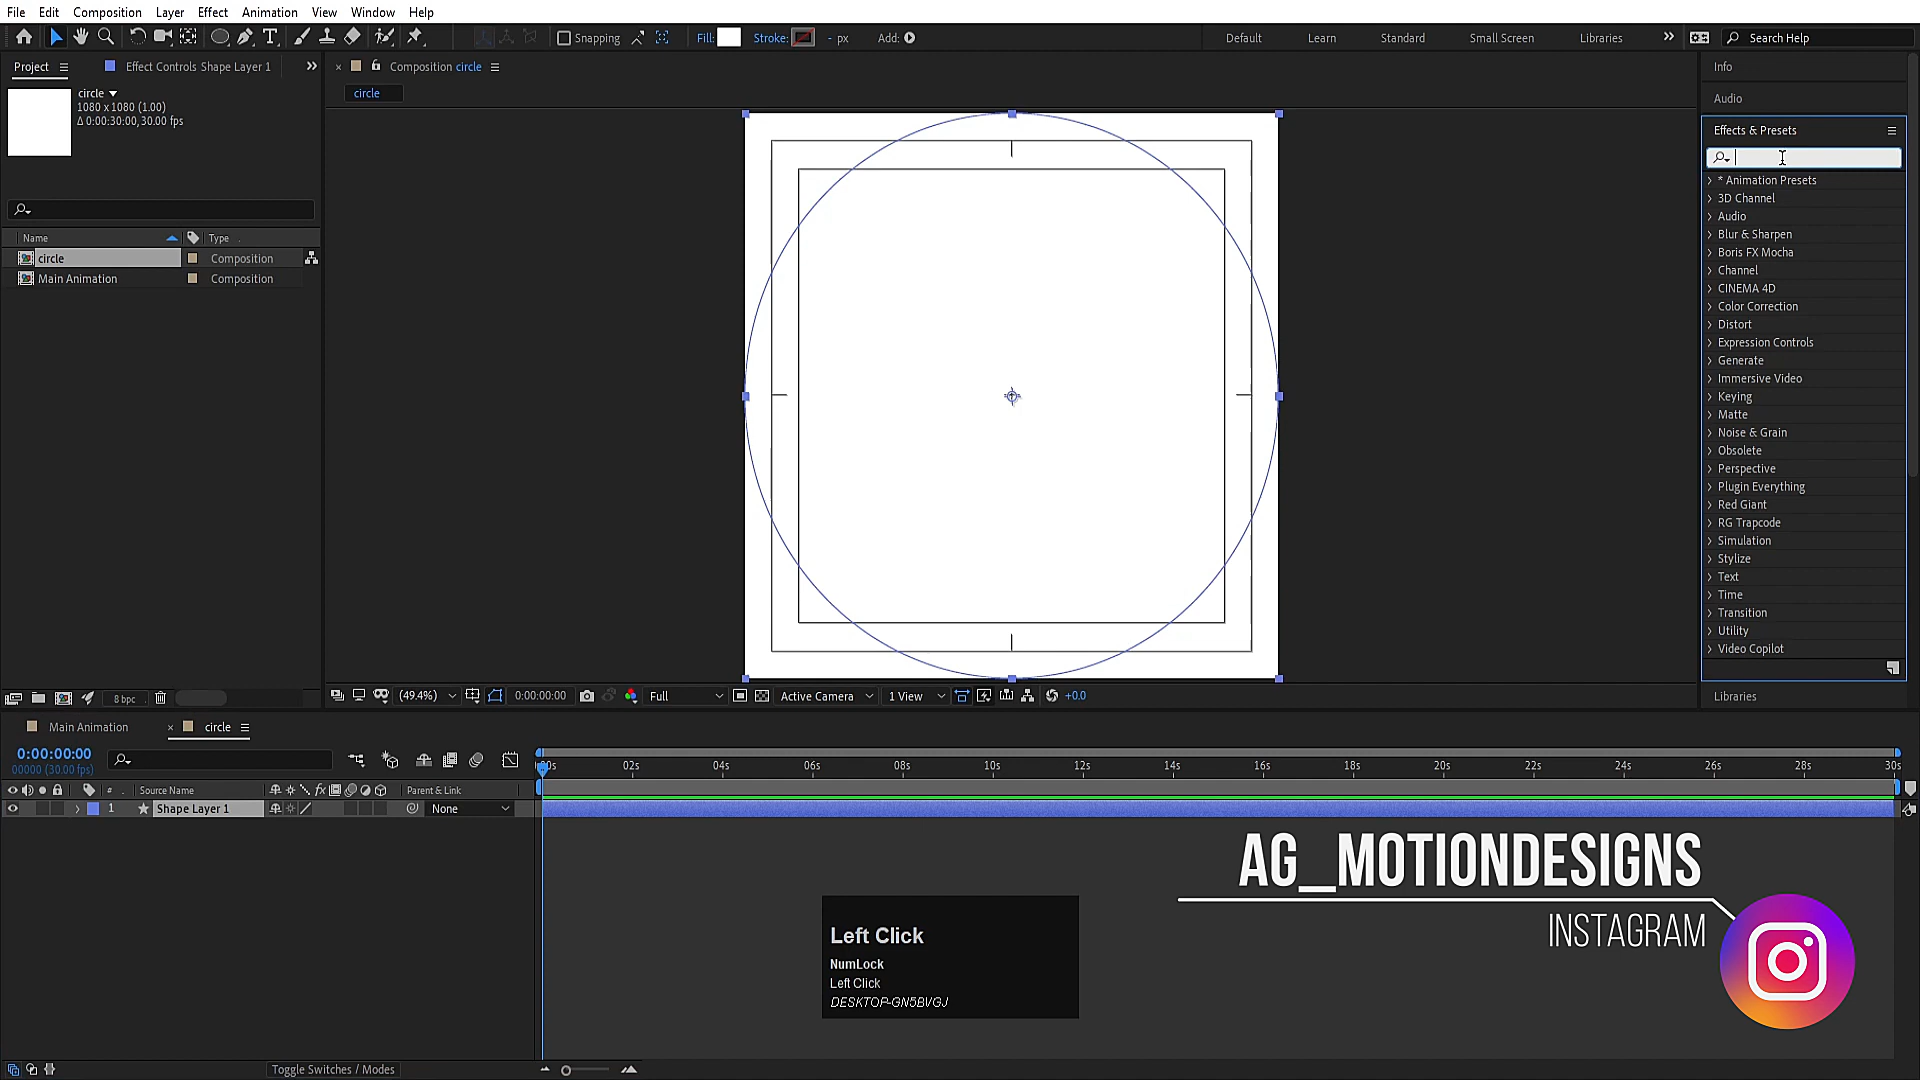 File Edit Composition Layer Effect Animation View Window Help
Snapping Fill: Stroke: - px Add: Default Learn Standard Small Screen Libraries » Search Help
Project Effect Controls Shape Layer 1 » × Composition circle Info
circle
circle
1080 x 1080 (1.00)
Δ 0:00:30:00, 30.00 fps
Audio
Effects & Presets
* Animation Presets
3D Channel
Audio
Blur & Sharpen
Boris FX Mocha
Channel
CINEMA 4D
Color Correction
Distort
Expression Controls
Generate
Immersive Video
Keying
Matte
Noise & Grain
Obsolete
Perspective
Plugin Everything
Red Giant
RG Trapcode
Simulation
Stylize
Text
Time
Transition
Utility
Video Copilot
Libraries
Name Type
circle Composition
Main Animation Composition
8 bpc
(49.4%) 0:00:00:00 Full Active Camera 1 View +0.0
Main Animation × circle
0:00:00:00
00000 (30.00 fps)
00s 02s 04s 06s 08s 10s 12s 14s 16s 18s 20s 22s 24s 26s 28s 30s
# Source Name fx Parent & Link
1 Shape Layer 1 None
AG_MOTIONDESIGNS
INSTAGRAM
Left Click
NumLock
Left Click
DESKTOP-GN5BVGJ
Toggle Switches / Modes